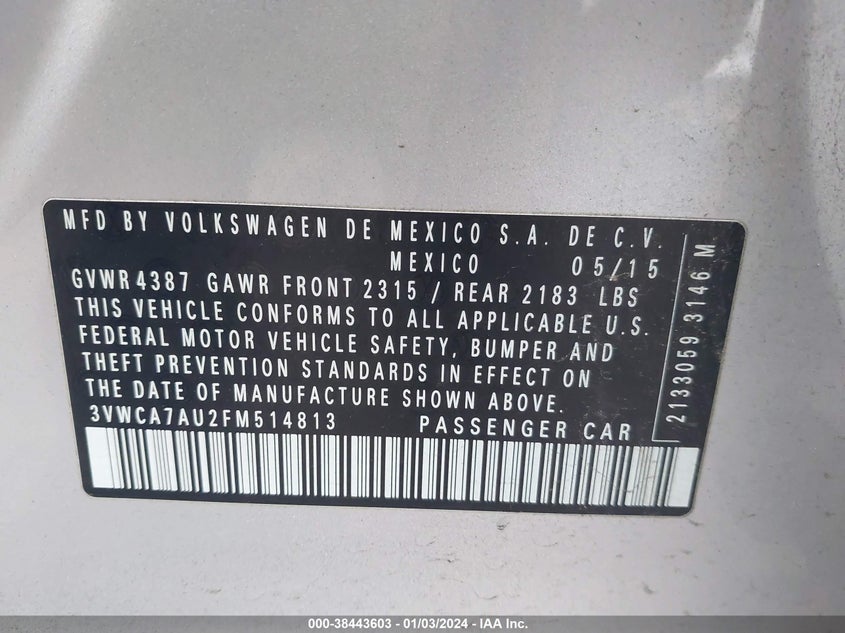 MFD BY VOLKSWAGEN DE MEXICO S.A. DE C.V.
MEXICO 05/15
GVWR 4387 GAWR FRONT 2315 / REAR 2183 LBS
THIS VEHICLE CONFORMS TO ALL APPLICABLE U.S.
FEDERAL MOTOR VEHICLE SAFETY, BUMPER AND
THEFT PREVENTION STANDARDS IN EFFECT ON
THE DATE OF MANUFACTURE SHOWN ABOVE.
3VWCA7AU2FM514813 PASSENGER CAR
2133059 3146 M
000-38443603 - 01/03/2024 - IAA Inc.